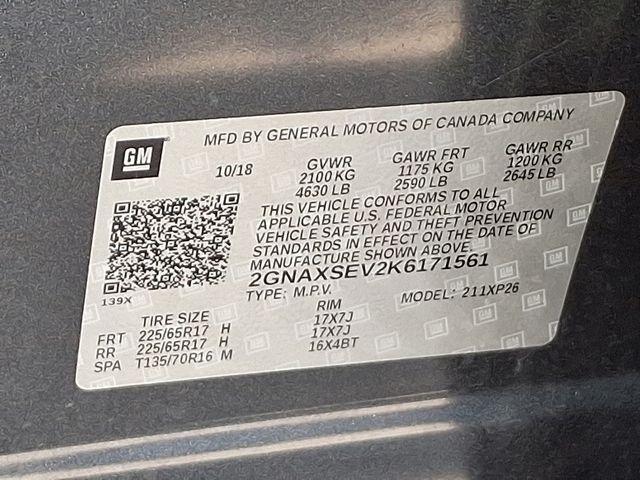 GM
MFD BY GENERAL MOTORS OF CANADA COMPANY
10/18 GVWR GAWR FRT GAWR RR
2100 KG 1175 KG 1200 KG
4630 LB 2590 LB 2645 LB
THIS VEHICLE CONFORMS TO ALL
APPLICABLE U.S. FEDERAL MOTOR
VEHICLE SAFETY AND THEFT PREVENTION
STANDARDS IN EFFECT ON THE DATE OF
MANUFACTURE SHOWN ABOVE.
2GNAXSEV2K6171561
TYPE: M.P.V. MODEL: 211XP26
139X
TIRE SIZE RIM
FRT 225/65R17 H 17X7J
RR 225/65R17 H 17X7J
SPA T135/70R16 M 16X4BT